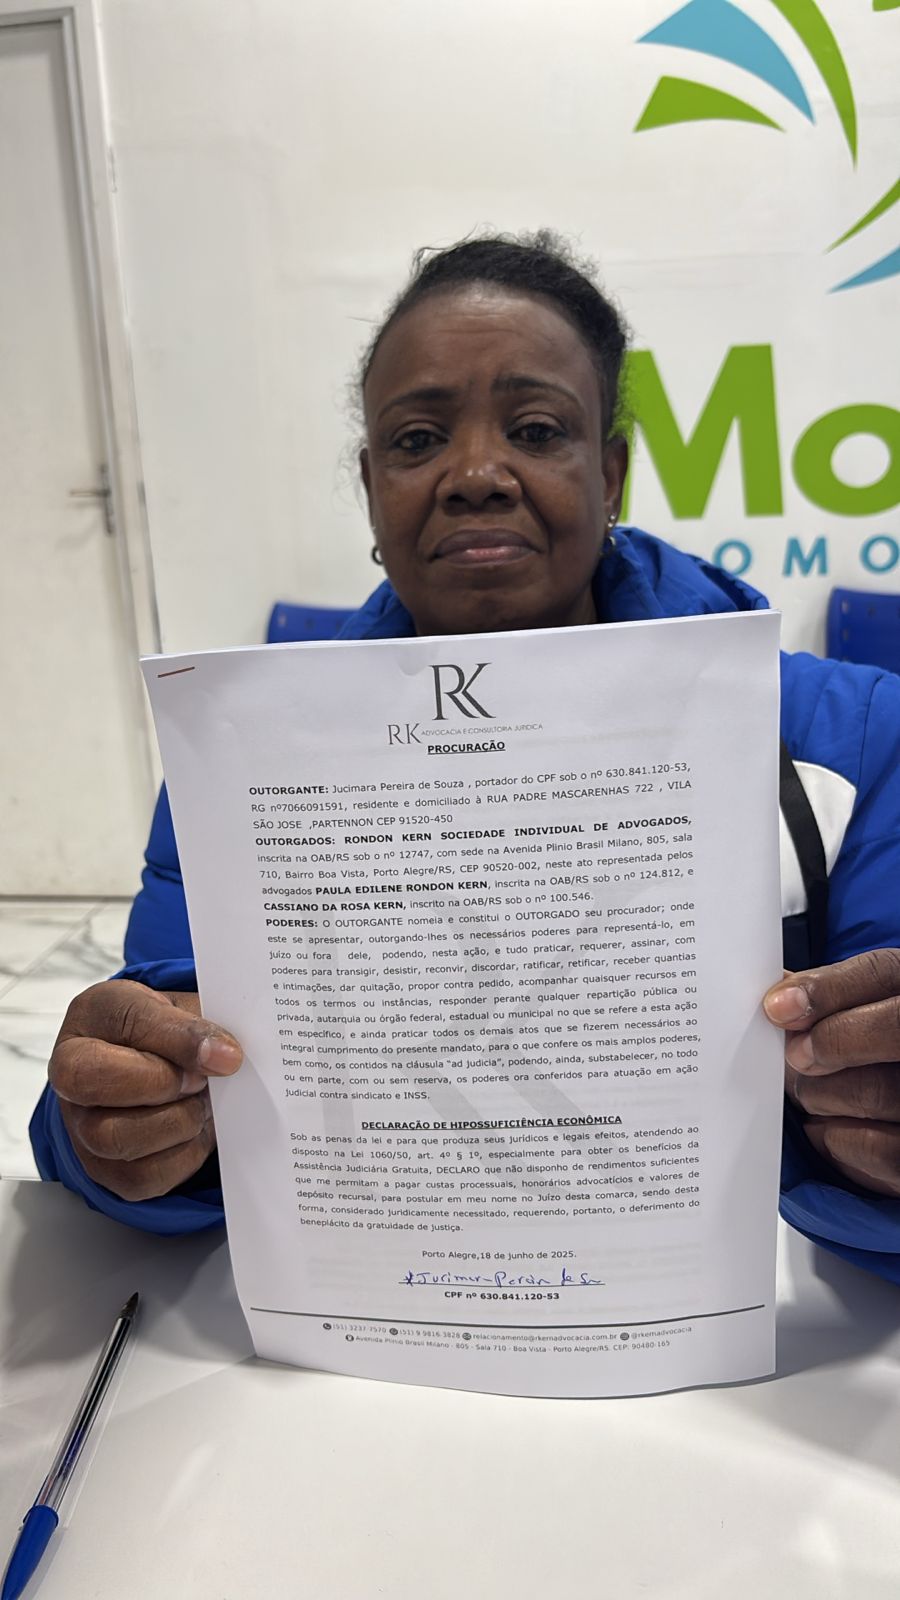 Mo
OMO
RK
RK ADVOCACIA E CONSULTORIA JURIDICA
PROCURAÇÃO
OUTORGANTE: Jucimara Pereira de Souza , portador do CPF sob o nº 630.841.120-53,
RG nº7066091591, residente e domiciliado à RUA PADRE MASCARENHAS 722 , VILA
SÃO JOSE ,PARTENNON CEP 91520-450
OUTORGADOS: RONDON KERN SOCIEDADE INDIVIDUAL DE ADVOGADOS,
inscrita na OAB/RS sob o nº 12747, com sede na Avenida Plinio Brasil Milano, 805, sala
710, Bairro Boa Vista, Porto Alegre/RS, CEP 90520-002, neste ato representada pelos
advogados PAULA EDILENE RONDON KERN, inscrita na OAB/RS sob o nº 124.812, e
CASSIANO DA ROSA KERN, inscrito na OAB/RS sob o nº 100.546.
PODERES: O OUTORGANTE nomeia e constitui o OUTORGADO seu procurador; onde
este se apresentar, outorgando-lhes os necessários poderes para representá-lo, em
juízo ou fora dele, podendo, nesta ação, e tudo praticar, requerer, assinar, com
poderes para transigir, desistir, reconvir, discordar, ratificar, retificar, receber quantias
e intimações, dar quitação, propor contra pedido, acompanhar quaisquer recursos em
todos os termos ou instâncias, responder perante qualquer repartição pública ou
privada, autarquia ou órgão federal, estadual ou municipal no que se refere a esta ação
em específico, e ainda praticar todos os demais atos que se fizerem necessários ao
integral cumprimento do presente mandato, para o que confere os mais amplos poderes,
bem como, os contidos na cláusula "ad judicia", podendo, ainda, substabelecer, no todo
ou em parte, com ou sem reserva, os poderes ora conferidos para atuação em ação
judicial contra sindicato e INSS.
DECLARAÇÃO DE HIPOSSUFICIÊNCIA ECONÔMICA
Sob as penas da lei e para que produza seus jurídicos e legais efeitos, atendendo ao
disposto na Lei 1060/50, art. 4º § 1º, especialmente para obter os benefícios da
Assistência Judiciária Gratuita, DECLARO que não disponho de rendimentos suficientes
que me permitam a pagar custas processuais, honorários advocatícios e valores de
depósito recursal, para postular em meu nome no Juízo desta comarca, sendo desta
forma, considerado juridicamente necessitado, requerendo, portanto, o deferimento do
beneplácito da gratuidade de justiça.
Porto Alegre,18 de junho de 2025.
CPF nº 630.841.120-53
(51) 3237-7570 (51) 9 9816.3828 relacionamento@rkernadvocacia.com.br @rkernadvocacia
Avenida Plinio Brasil Milano - 805 - Sala 710 - Boa Vista - Porto Alegre/RS. CEP: 90480-165